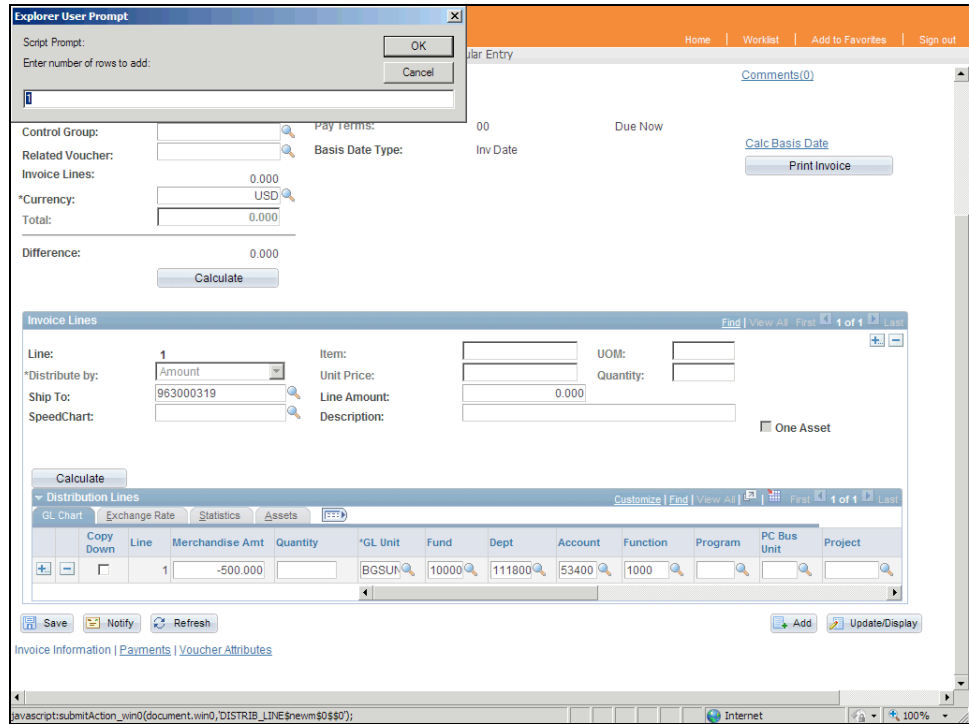 Explorer User Prompt
Script Prompt:
OK
Enter number of rows to add:
Cancel
1
Home | Worklist | Add to Favorites | Sign out
ular Entry
Comments(0)
Control Group:
Pay Terms: 00 Due Now
Related Voucher:
Basis Date Type: Inv Date
Calc Basis Date
Invoice Lines: 0.000
Print Invoice
*Currency: USD
Total: 0.000
Difference: 0.000
Calculate
Invoice Lines
Find | View All First 1 of 1 Last
Line: 1 Item: UOM:
*Distribute by: Amount Unit Price: Quantity:
Ship To: 963000319 Line Amount: 0.000
SpeedChart: Description:
One Asset
Calculate
Distribution Lines
Customize | Find | View All | First 1 of 1 Last
GL Chart Exchange Rate Statistics Assets
Copy Down Line Merchandise Amt Quantity *GL Unit Fund Dept Account Function Program PC Bus Unit Project
1 -500.000 BGSUN 10000 111800 53400 1000
Save Notify Refresh Add Update/Display
Invoice Information | Payments | Voucher Attributes
javascript:submitAction_win0(document.win0,'DISTRIB_LINE$newm$0$$0');
Internet 100%